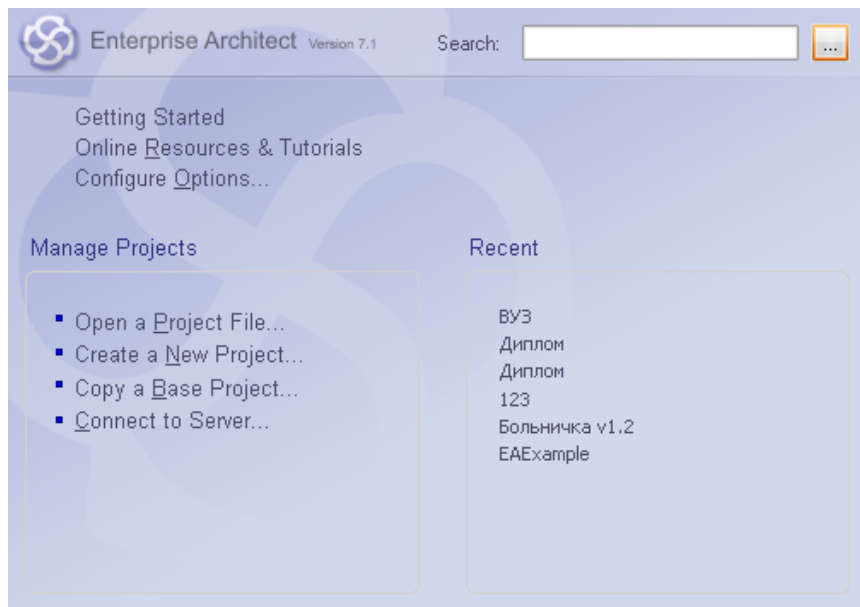 Enterprise Architect Version 7.1 Search: ...
Getting Started
Online Resources & Tutorials
Configure Options...
Manage Projects
Open a Project File...
Create a New Project...
Copy a Base Project...
Connect to Server...
Recent
ВУЗ
Диплом
Диплом
123
Больничка v1.2
EAExample